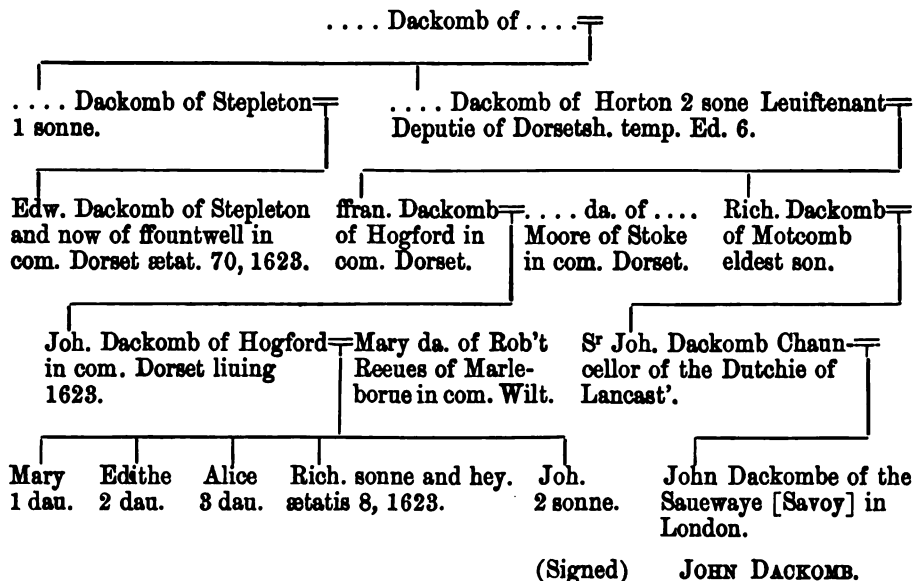 .... Dackomb of ....
.... Dackomb of Stepleton
1 sonne.
.... Dackomb of Horton 2 sone Leuiftenant
Deputie of Dorsetsh. temp. Ed. 6.
Edw. Dackomb of Stepleton
and now of ffountwell in
com. Dorset ætat. 70, 1623.
ffran. Dackomb
of Hogford in
com. Dorset.
.... da. of ....
Moore of Stoke
in com. Dorset.
Rich. Dackomb
of Motcomb
eldest son.
Joh. Dackomb of Hogford
in com. Dorset liuing
1623.
Mary da. of Rob't
Reeues of Marle-
borne in com. Wilt.
Sr Joh. Dackomb Chaun-
cellor of the Dutchie of
Lancast'.
Mary
1 dau.
Edithe
2 dau.
Alice
3 dau.
Rich. sonne and hey.
ætatis 8, 1623.
Joh.
2 sonne.
John Dackombe of the
Sauewaye [Savoy] in
London.
(Signed) JOHN DACKOMB.